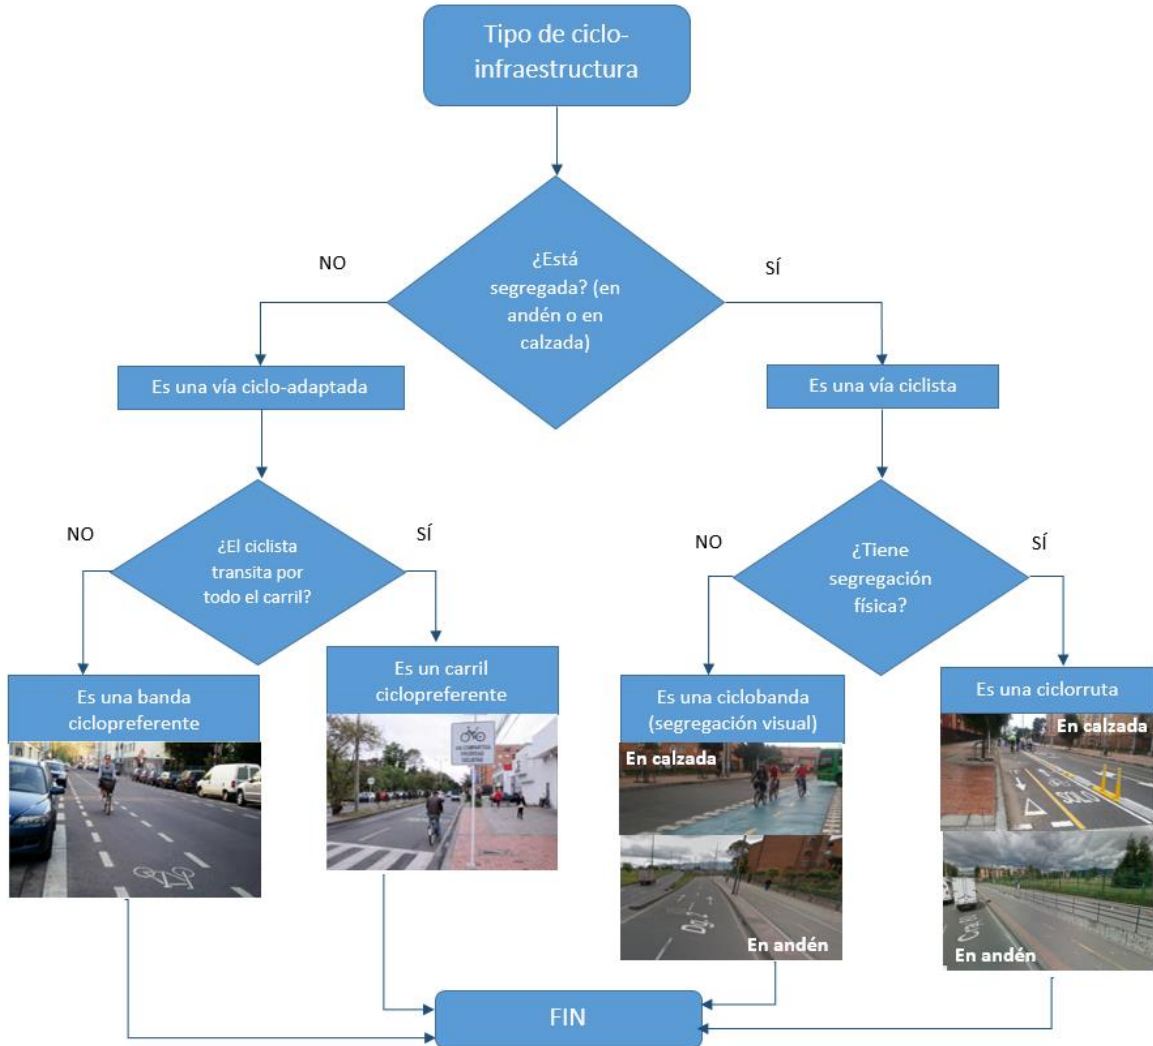 Tipo de ciclo-
infraestructura
¿Está
segregada? (en
andén o en
calzada)
NO
SÍ
Es una vía ciclo-adaptada
Es una vía ciclista
NO
¿El ciclista
transita por
todo el carril?
SÍ
NO
¿Tiene
segregación
física?
SÍ
Es una banda
ciclopreferente
Es un carril
ciclopreferente
Es una ciclobanda
(segregación visual)
Es una ciclorruta
En calzada
En andén
Dg. 2
En calzada
SOLO
En andén
FIN